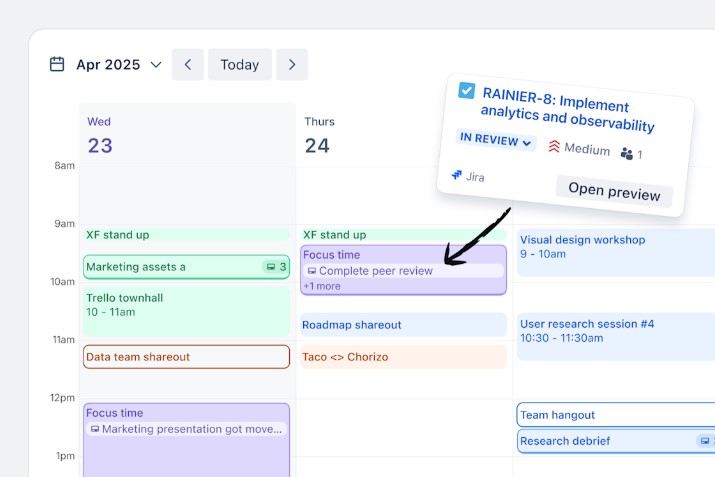 Apr 2025
Today
RAINIER-8: Implement
analytics and observability
IN REVIEW
Medium
1
Jira
Open preview
Wed
23
Thurs
24
8am
9am
10am
11am
12pm
1pm
XF stand up
Marketing assets a
3
Trello townhall
10 - 11am
Data team shareout
Focus time
Marketing presentation got move...
XF stand up
Focus time
Complete peer review
+1 more
Roadmap shareout
Taco <> Chorizo
Visual design workshop
9 - 10am
User research session #4
10:30 - 11:30am
Team hangout
Research debrief